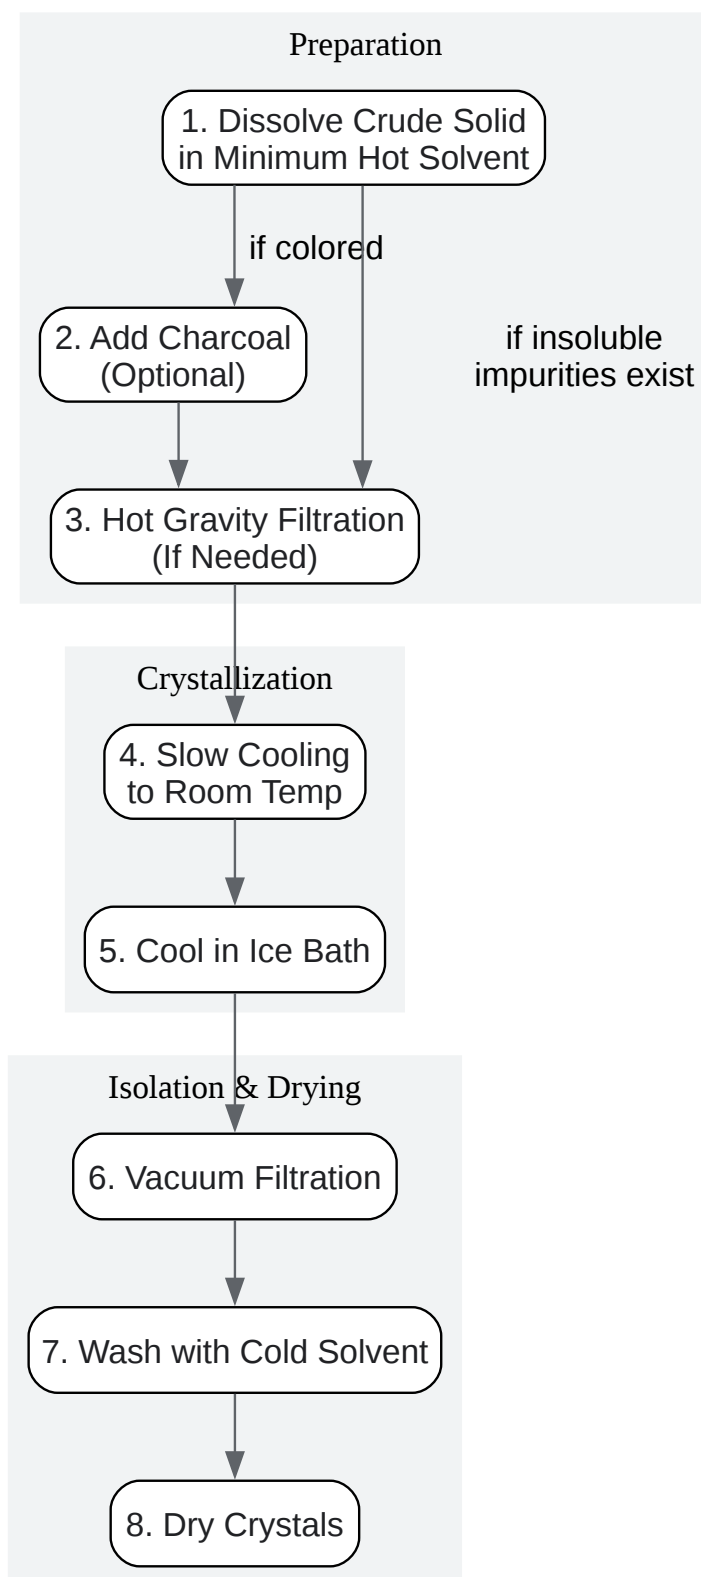 Preparation
1. Dissolve Crude Solid
in Minimum Hot Solvent
if colored
2. Add Charcoal
(Optional)
if insoluble
impurities exist
3. Hot Gravity Filtration
(If Needed)
Crystallization
4. Slow Cooling
to Room Temp
5. Cool in Ice Bath
Isolation & Drying
6. Vacuum Filtration
7. Wash with Cold Solvent
8. Dry Crystals